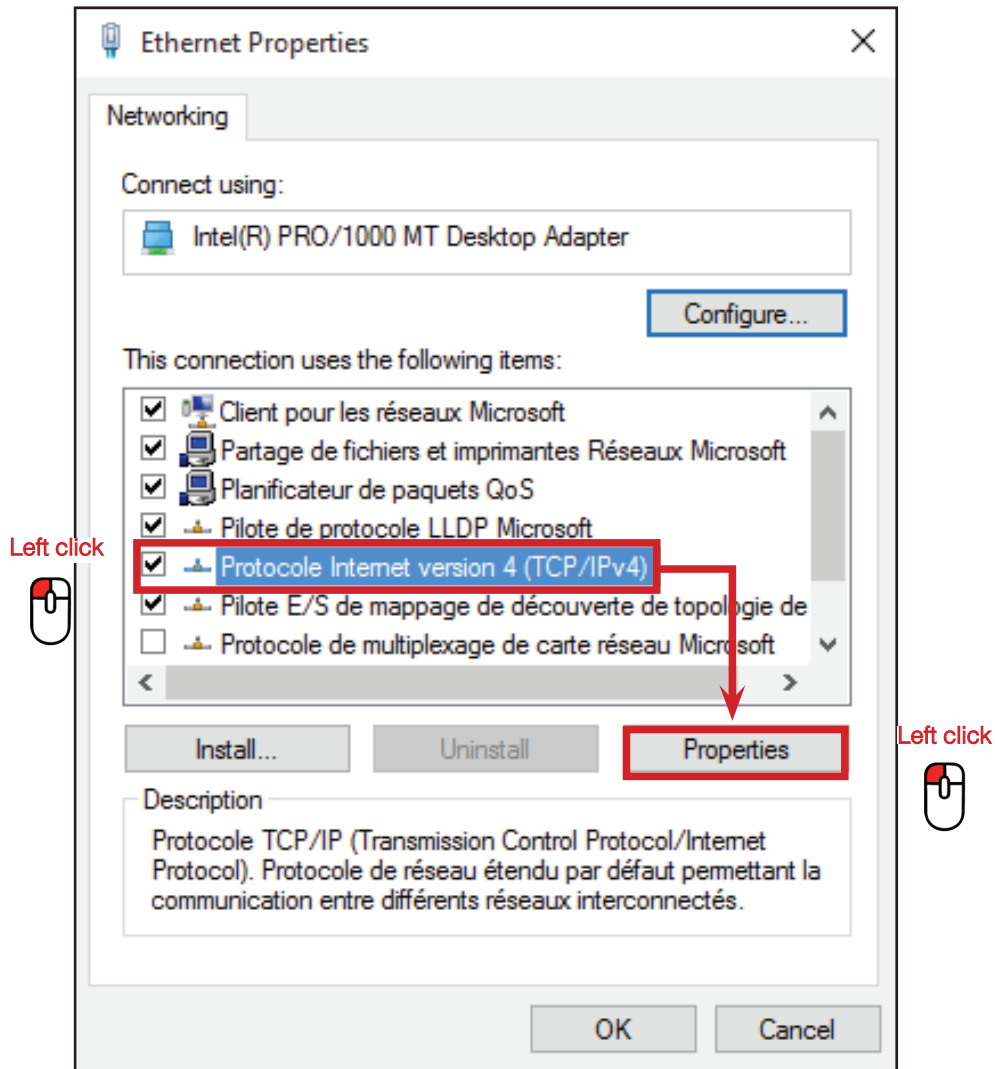 Ethernet Properties
Networking
Connect using:
Intel(R) PRO/1000 MT Desktop Adapter
Configure...
This connection uses the following items:
Client pour les réseaux Microsoft
Partage de fichiers et imprimantes Réseaux Microsoft
Planificateur de paquets QoS
Pilote de protocole LLDP Microsoft
Left click
Protocole Internet version 4 (TCP/IPv4)
Pilote E/S de mappage de découverte de topologie de
Protocole de multiplexage de carte réseau Microsoft
Install...
Uninstall
Properties
Left click
Description
Protocole TCP/IP (Transmission Control Protocol/Internet
Protocol). Protocole de réseau étendu par défaut permettant la
communication entre différents réseaux interconnectés.
OK
Cancel